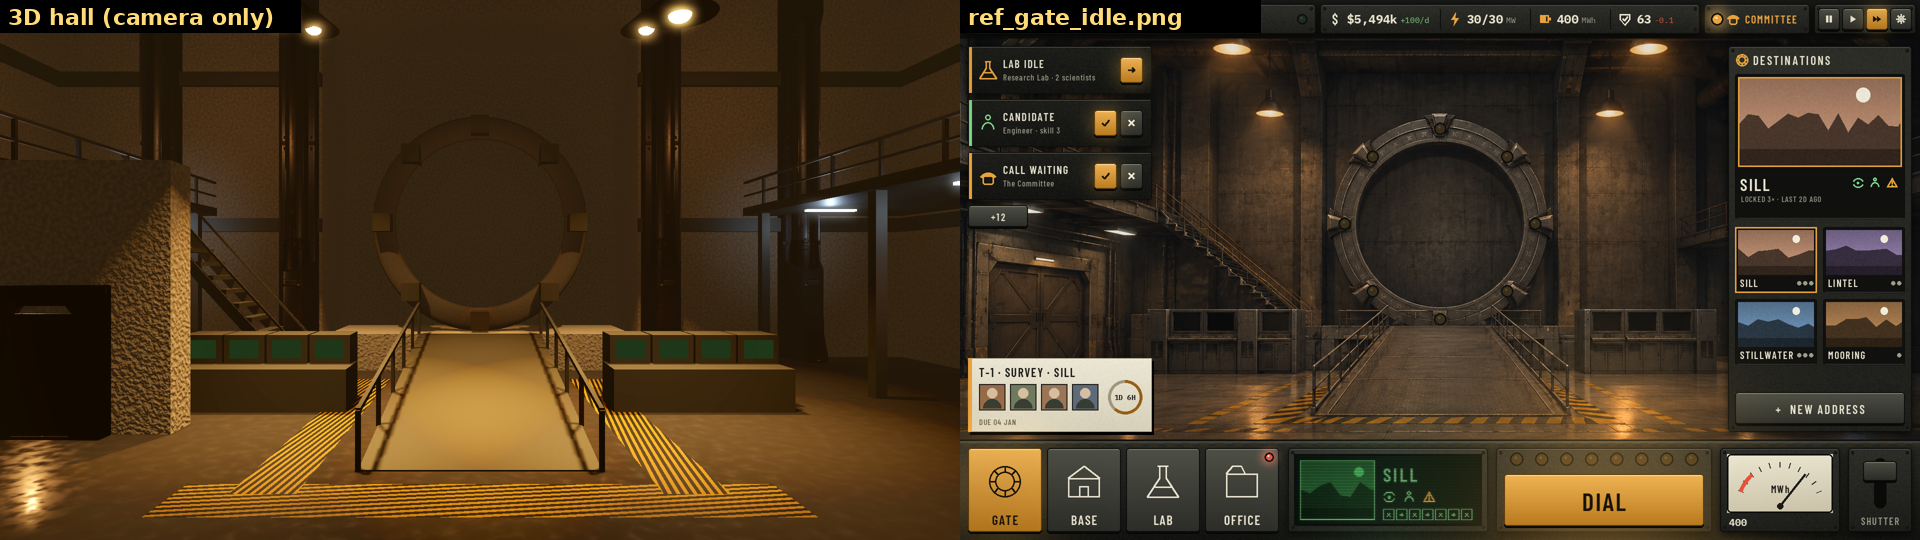 3D hall (camera only)
ref_gate_idle.png
$ $5,494k +100/d
30/30 MW
400 MWh
63 -0.1
COMMITTEE
LAB IDLE
Research Lab · 2 scientists
CANDIDATE
Engineer · skill 3
CALL WAITING
The Committee
+12
T-1 · SURVEY · SILL
1D 6H
DUE 04 JAN
DESTINATIONS
SILL
LOCKED 3× · LAST 2D AGO
SILL
LINTEL
STILLWATER
MOORING
+ NEW ADDRESS
GATE
BASE
LAB
OFFICE
SILL
DIAL
MWh
400
SHUTTER